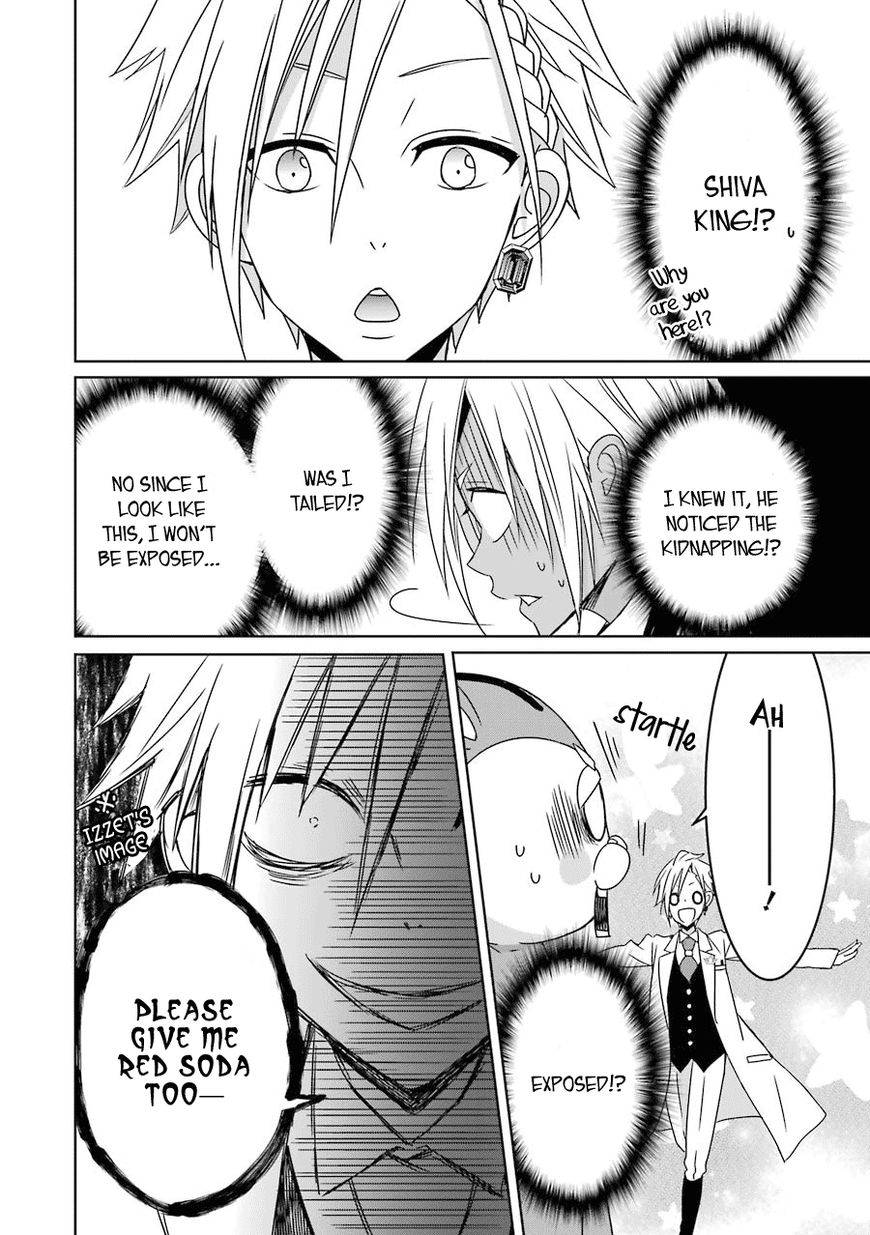 SHIVA
KING!?
Why
are you
here!?
I KNEW IT, HE
NOTICED THE
KIDNAPPING!?
WAS I
TAILED!?
NO SINCE I
LOOK LIKE
THIS, I WON'T
BE EXPOSED...
AH
—!
startle
EXPOSED!?
※
IZZET'S
IMAGE
PLEASE
GIVE ME
RED SODA
TOO—